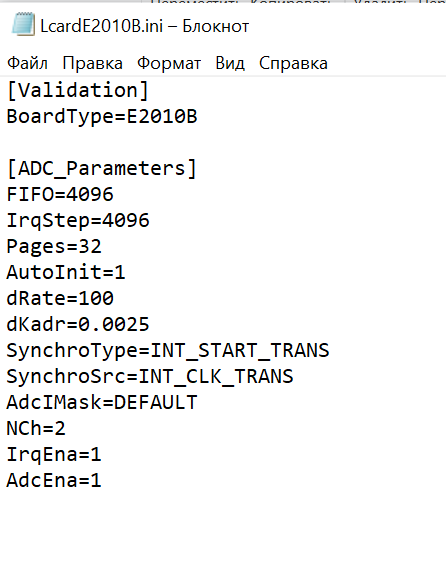 LcardE2010B.ini – Блокнот
Файл Правка Формат Вид Справка
[Validation]
BoardType=E2010B
[ADC_Parameters]
FIFO=4096
IrqStep=4096
Pages=32
AutoInit=1
dRate=100
dKadr=0.0025
SynchroType=INT_START_TRANS
SynchroSrc=INT_CLK_TRANS
AdcIMask=DEFAULT
NCh=2
IrqEna=1
AdcEna=1